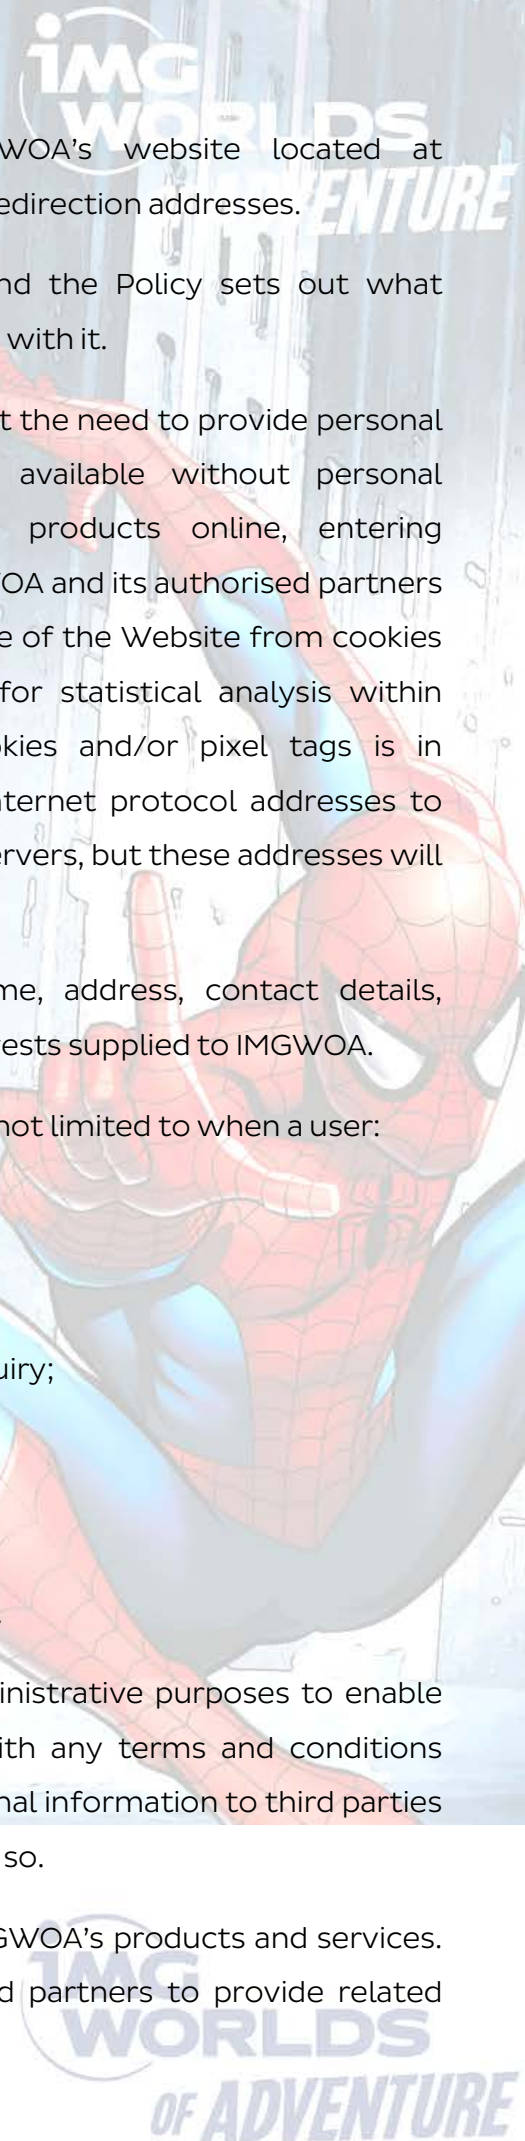 iMG
WORLDS
OF ADVENTURE
WOA's website located at
edirection addresses.
nd the Policy sets out what
with it.
t the need to provide personal
available without personal
products online, entering
OA and its authorised partners
e of the Website from cookies
for statistical analysis within
okies and/or pixel tags is in
nternet protocol addresses to
ervers, but these addresses will
me, address, contact details,
rests supplied to IMGWOA.
not limited to when a user:
uiry;
ministrative purposes to enable
ith any terms and conditions
nal information to third parties
so.
GWOA's products and services.
d partners to provide related
iMG
WORLDS
OF ADVENTURE